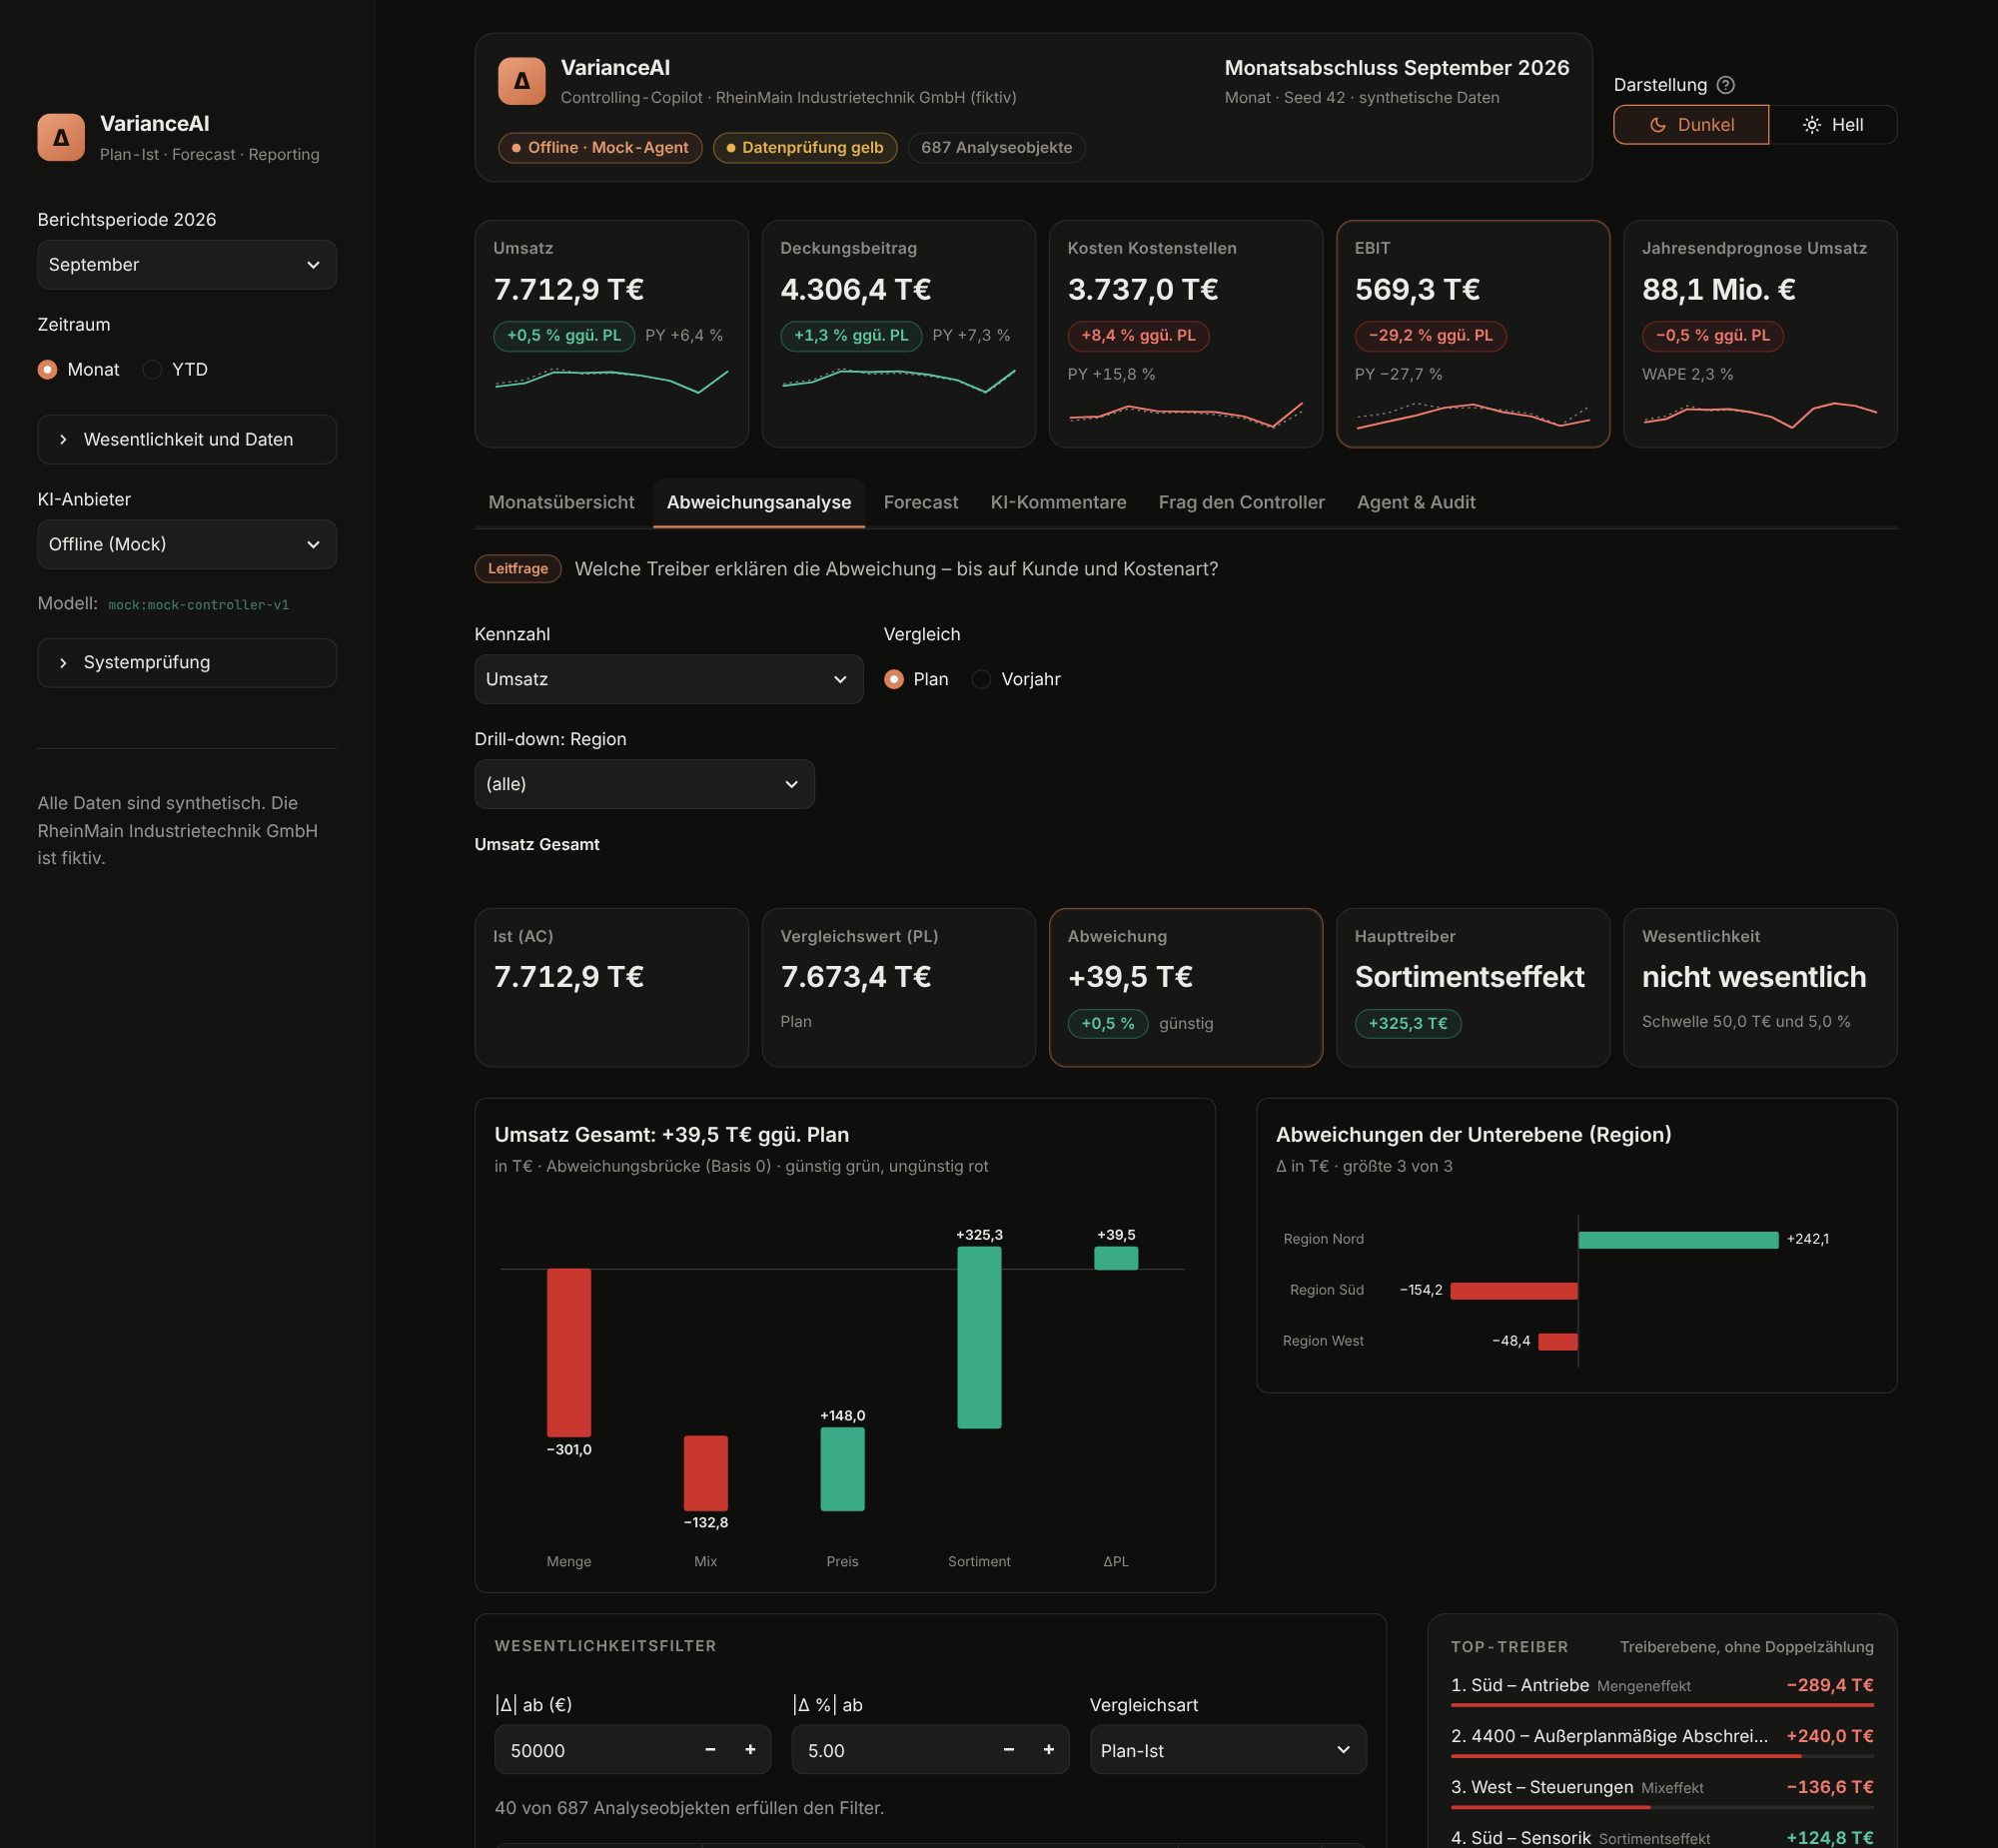 Δ
VarianceAI
Plan-Ist · Forecast · Reporting
Berichtsperiode 2026
September
Zeitraum
Monat
YTD
Wesentlichkeit und Daten
KI-Anbieter
Offline (Mock)
Modell: mock:mock-controller-v1
Systemprüfung
Alle Daten sind synthetisch. Die
RheinMain Industrietechnik GmbH
ist fiktiv.
Δ
VarianceAI
Controlling-Copilot · RheinMain Industrietechnik GmbH (fiktiv)
Monatsabschluss September 2026
Monat · Seed 42 · synthetische Daten
Offline · Mock-Agent
Datenprüfung gelb
687 Analyseobjekte
Darstellung
Dunkel
Hell
Umsatz
7.712,9 T€
+0,5 % ggü. PL
PY +6,4 %
Deckungsbeitrag
4.306,4 T€
+1,3 % ggü. PL
PY +7,3 %
Kosten Kostenstellen
3.737,0 T€
+8,4 % ggü. PL
PY +15,8 %
EBIT
569,3 T€
−29,2 % ggü. PL
PY −27,7 %
Jahresendprognose Umsatz
88,1 Mio. €
−0,5 % ggü. PL
WAPE 2,3 %
Monatsübersicht
Abweichungsanalyse
Forecast
KI-Kommentare
Frag den Controller
Agent & Audit
Leitfrage
Welche Treiber erklären die Abweichung – bis auf Kunde und Kostenart?
Kennzahl
Umsatz
Vergleich
Plan
Vorjahr
Drill-down: Region
(alle)
Umsatz Gesamt
Ist (AC)
7.712,9 T€
Vergleichswert (PL)
7.673,4 T€
Plan
Abweichung
+39,5 T€
+0,5 %
günstig
Haupttreiber
Sortimentseffekt
+325,3 T€
Wesentlichkeit
nicht wesentlich
Schwelle 50,0 T€ und 5,0 %
Umsatz Gesamt: +39,5 T€ ggü. Plan
in T€ · Abweichungsbrücke (Basis 0) · günstig grün, ungünstig rot
−301,0
−132,8
+148,0
+325,3
+39,5
Menge
Mix
Preis
Sortiment
ΔPL
Abweichungen der Unterebene (Region)
Δ in T€ · größte 3 von 3
Region Nord
+242,1
Region Süd
−154,2
Region West
−48,4
WESENTLICHKEITSFILTER
|Δ| ab (€)
50000
|Δ %| ab
5.00
Vergleichsart
Plan-Ist
40 von 687 Analyseobjekten erfüllen den Filter.
TOP-TREIBER
Treiberebene, ohne Doppelzählung
1. Süd – Antriebe Mengeneffekt −289,4 T€
2. 4400 – Außerplanmäßige Abschrei... +240,0 T€
3. West – Steuerungen Mixeffekt −136,6 T€
4. Süd – Sensorik Sortimentseffekt +124,8 T€